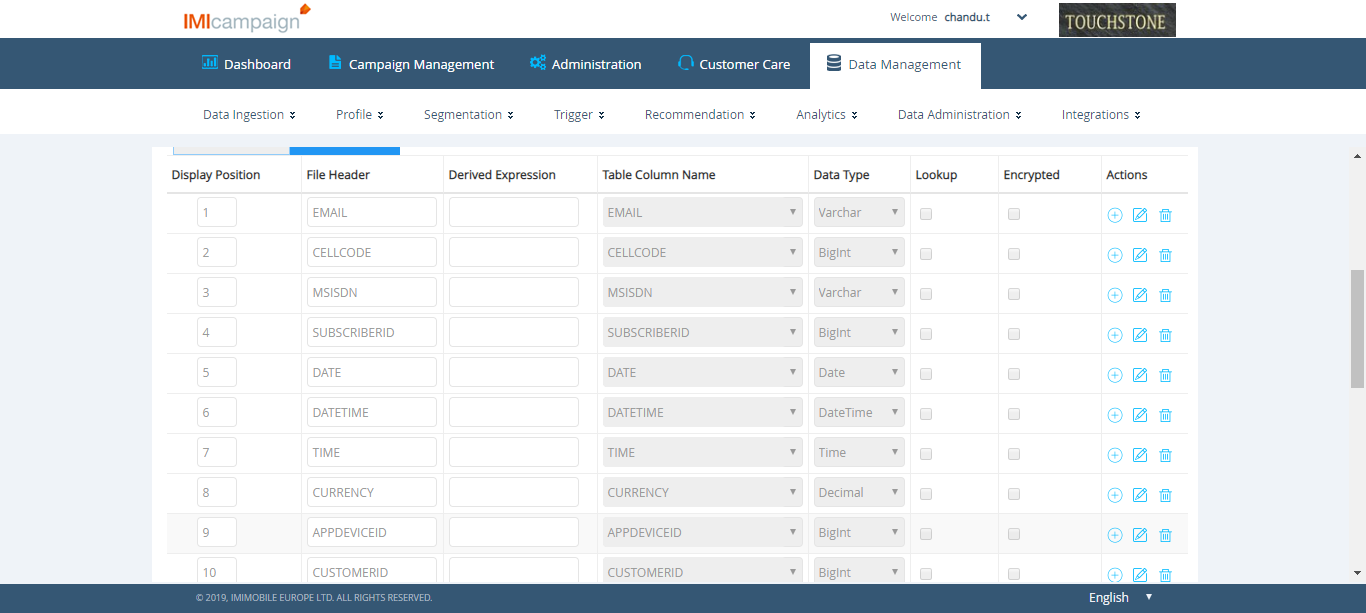 IMIcampaign
Welcome chandu.t
TOUCHSTONE
Dashboard Campaign Management Administration Customer Care Data Management
Data Ingestion Profile Segmentation Trigger Recommendation Analytics Data Administration Integrations
Display Position File Header Derived Expression Table Column Name Data Type Lookup Encrypted Actions
1 EMAIL EMAIL Varchar
2 CELLCODE CELLCODE BigInt
3 MSISDN MSISDN Varchar
4 SUBSCRIBERID SUBSCRIBERID BigInt
5 DATE DATE Date
6 DATETIME DATETIME DateTime
7 TIME TIME Time
8 CURRENCY CURRENCY Decimal
9 APPDEVICEID APPDEVICEID BigInt
10 CUSTOMERID CUSTOMERID BigInt
© 2019, IMIMOBILE EUROPE LTD. ALL RIGHTS RESERVED.
English